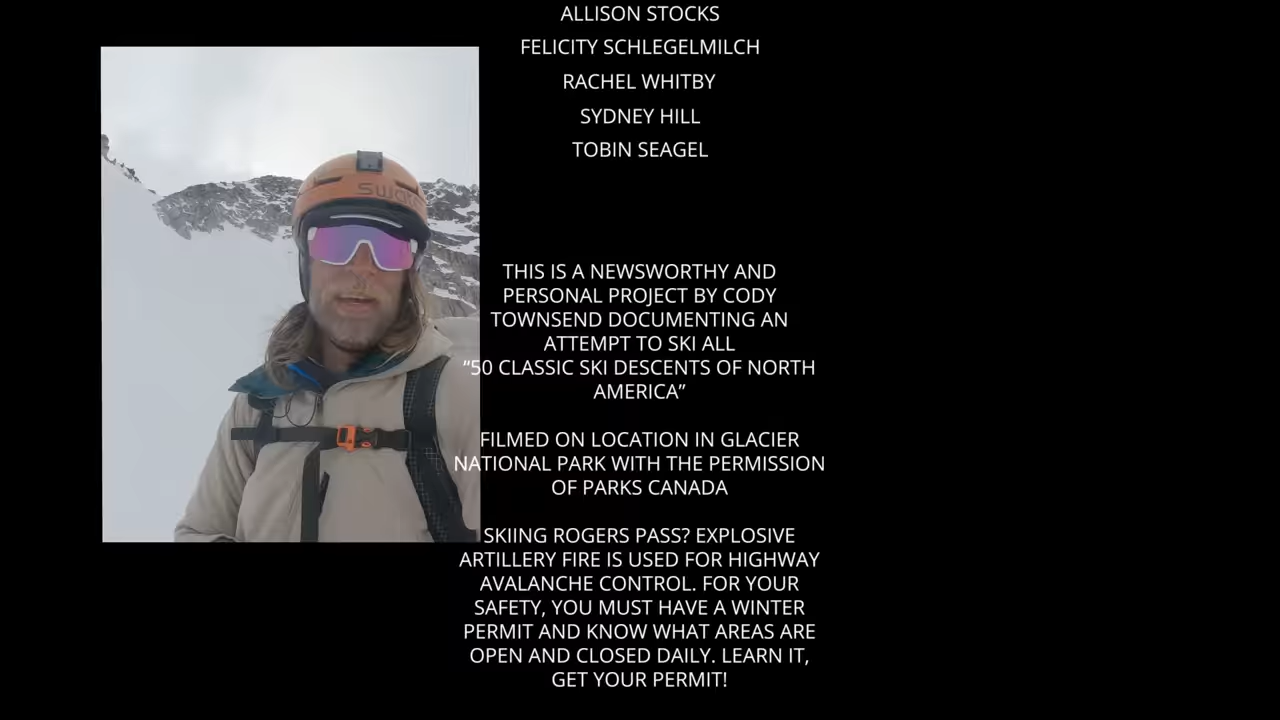 ALLISON STOCKS
FELICITY SCHLEGELMILCH
RACHEL WHITBY
SYDNEY HILL
TOBIN SEAGEL
THIS IS A NEWSWORTHY AND
PERSONAL PROJECT BY CODY
TOWNSEND DOCUMENTING AN
ATTEMPT TO SKI ALL
"50 CLASSIC SKI DESCENTS OF NORTH
AMERICA"
FILMED ON LOCATION IN GLACIER
NATIONAL PARK WITH THE PERMISSION
OF PARKS CANADA
SKIING ROGERS PASS? EXPLOSIVE
ARTILLERY FIRE IS USED FOR HIGHWAY
AVALANCHE CONTROL. FOR YOUR
SAFETY, YOU MUST HAVE A WINTER
PERMIT AND KNOW WHAT AREAS ARE
OPEN AND CLOSED DAILY. LEARN IT,
GET YOUR PERMIT!